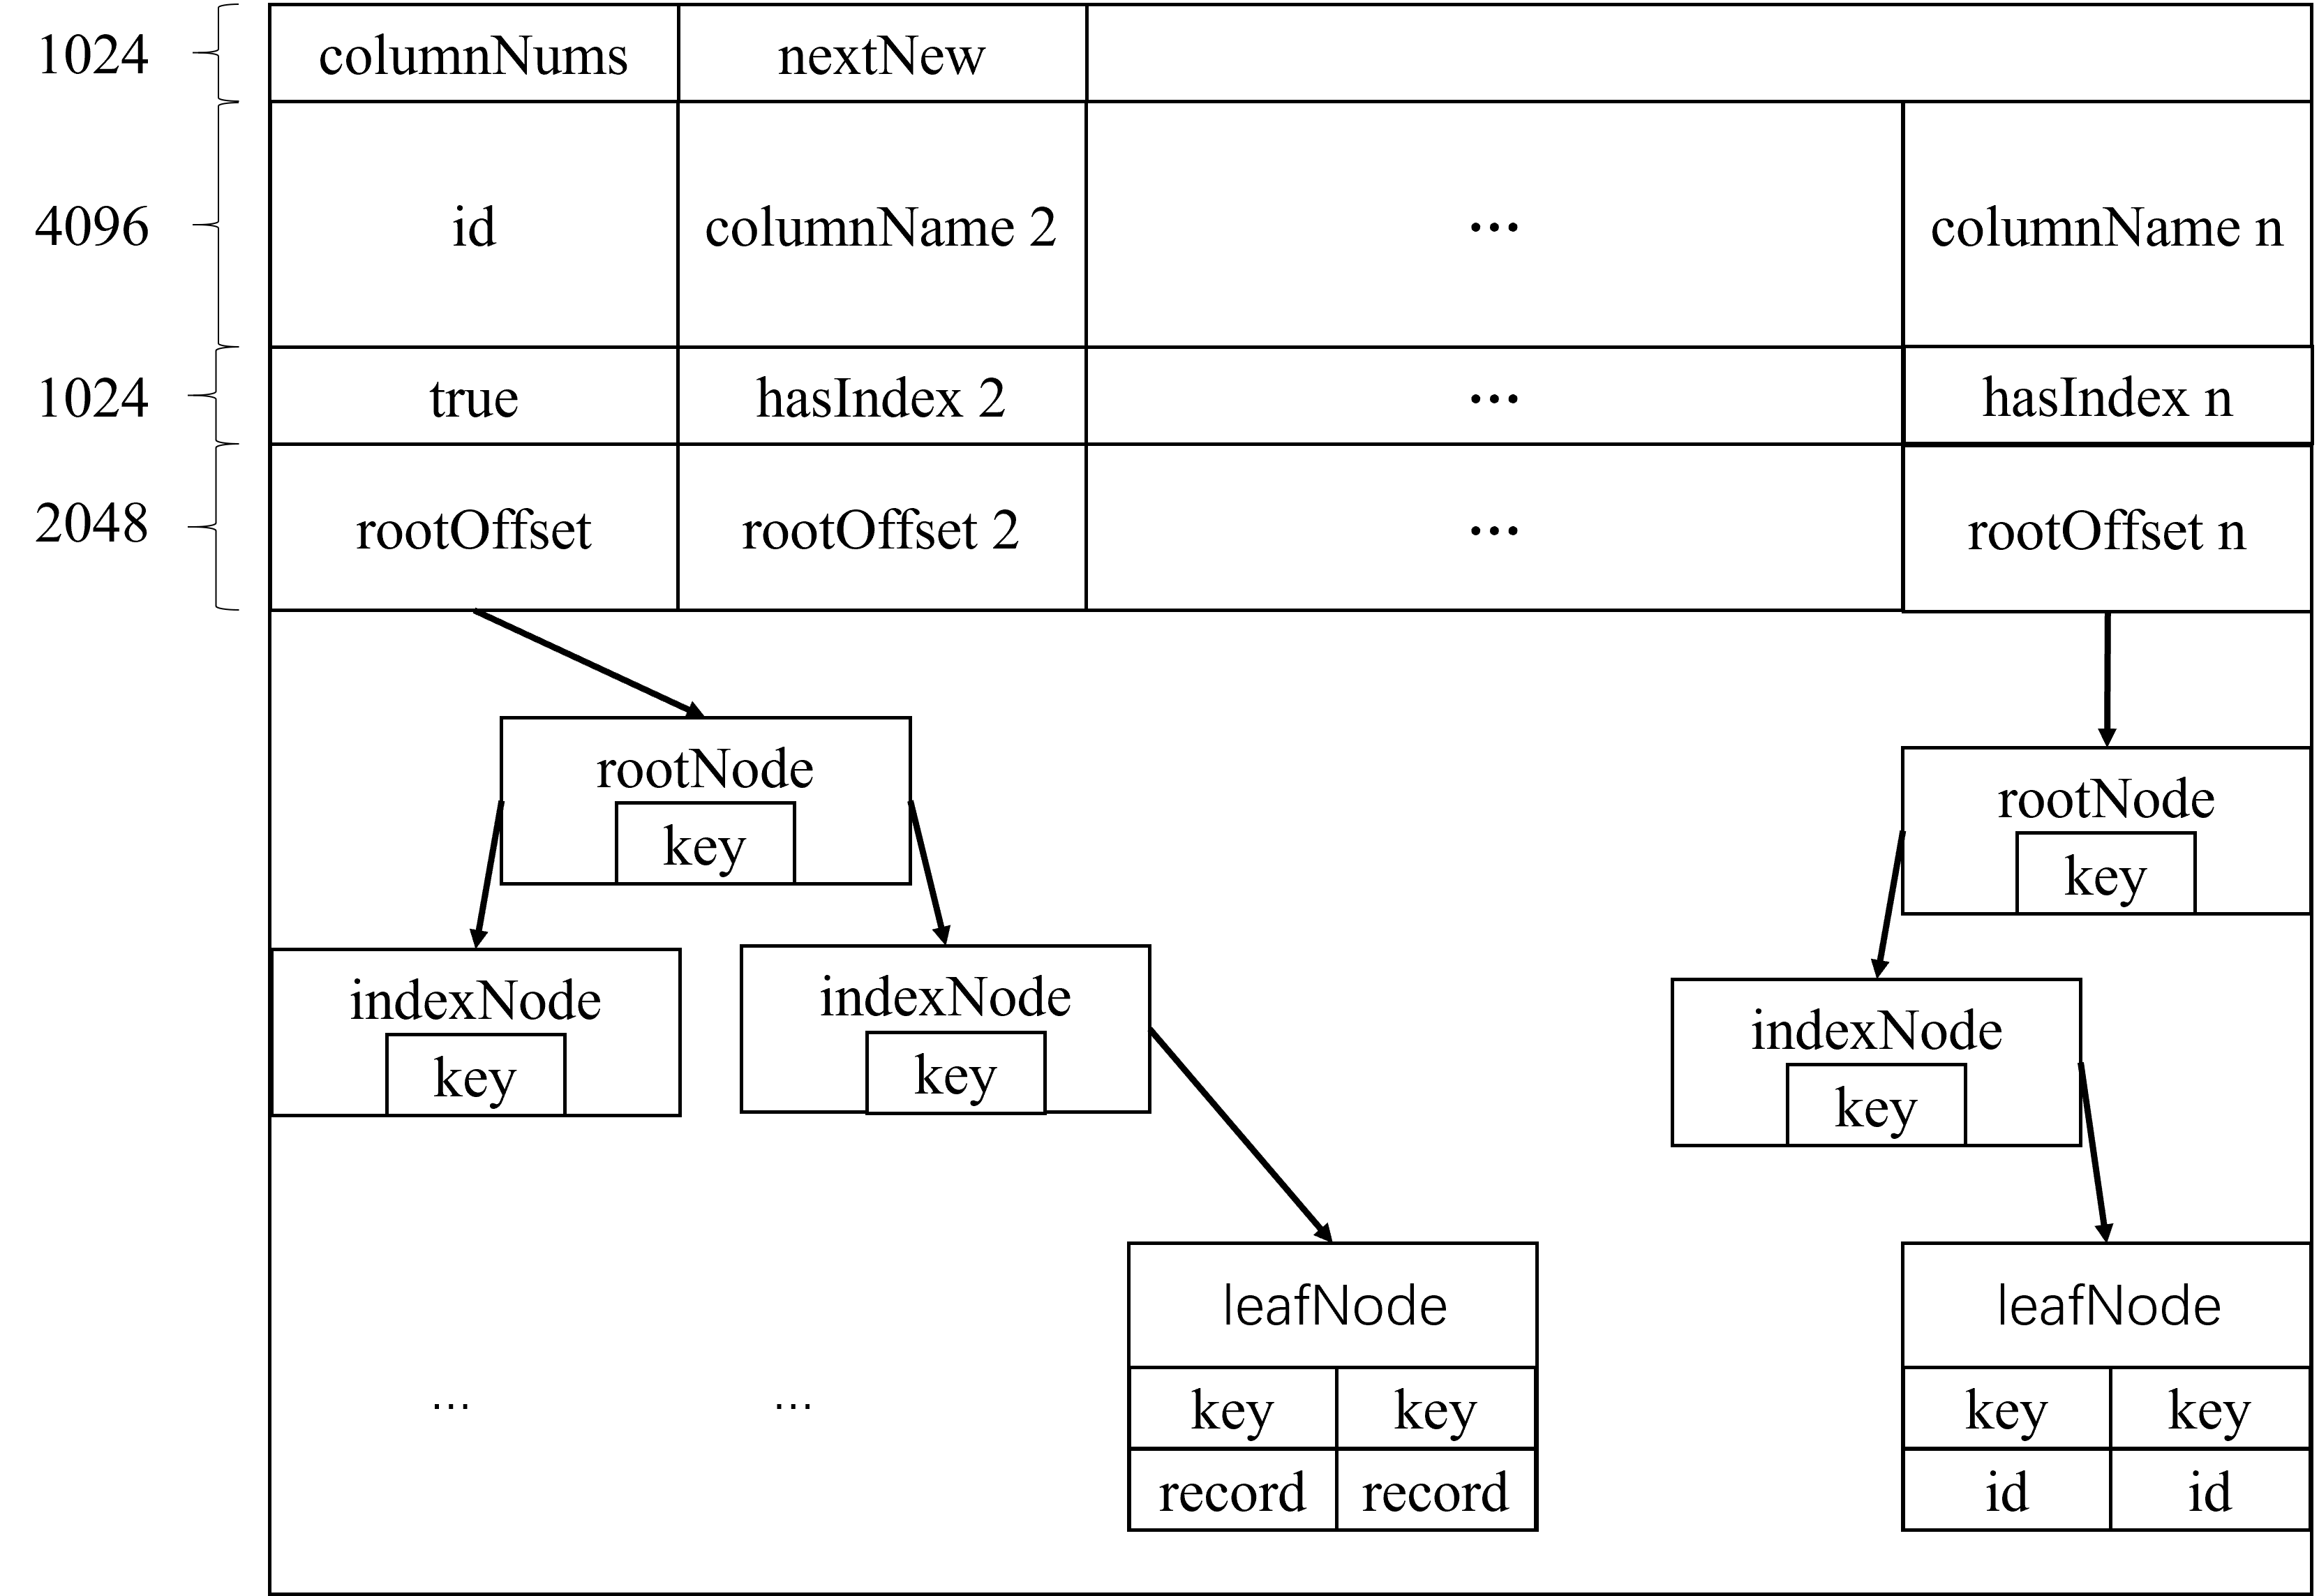 1024 columnNums nextNew
4096 id columnName 2 ... columnName n
1024 true hasIndex 2 ... hasIndex n
2048 rootOffset rootOffset 2 ... rootOffset n
rootNode
key
rootNode
key
indexNode
key
indexNode
key
indexNode
key
... ...
leafNode
key key
record record
leafNode
key key
id id